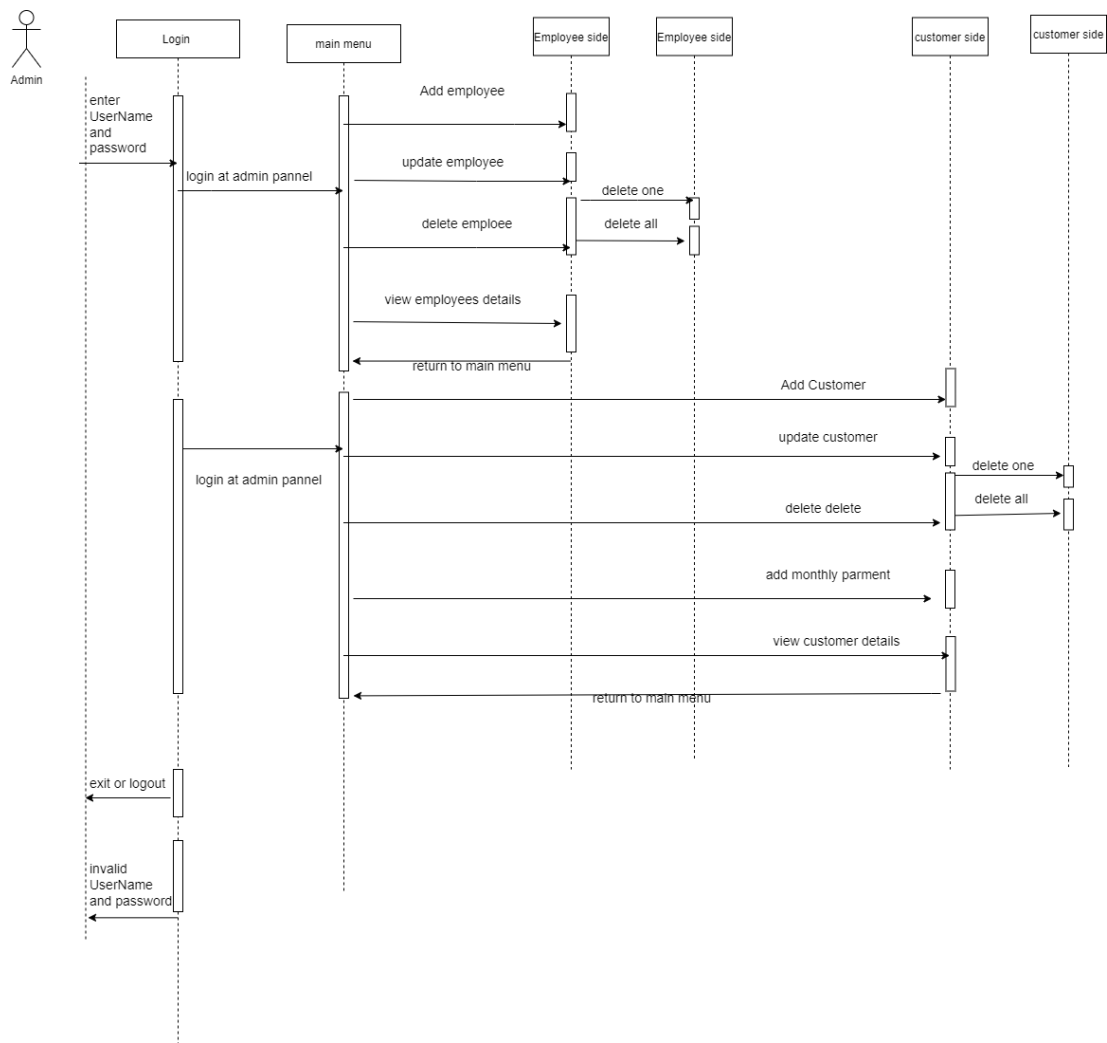 Admin
Login
main menu
Employee side
Employee side
customer side
customer side
enter
UserName
and
password
login at admin pannel
Add employee
update employee
delete one
delete emploee
delete all
view employees details
return to main menu
Add Customer
update customer
login at admin pannel
delete one
delete all
delete delete
add monthly parment
view customer details
return to main menu
exit or logout
invalid
UserName
and password